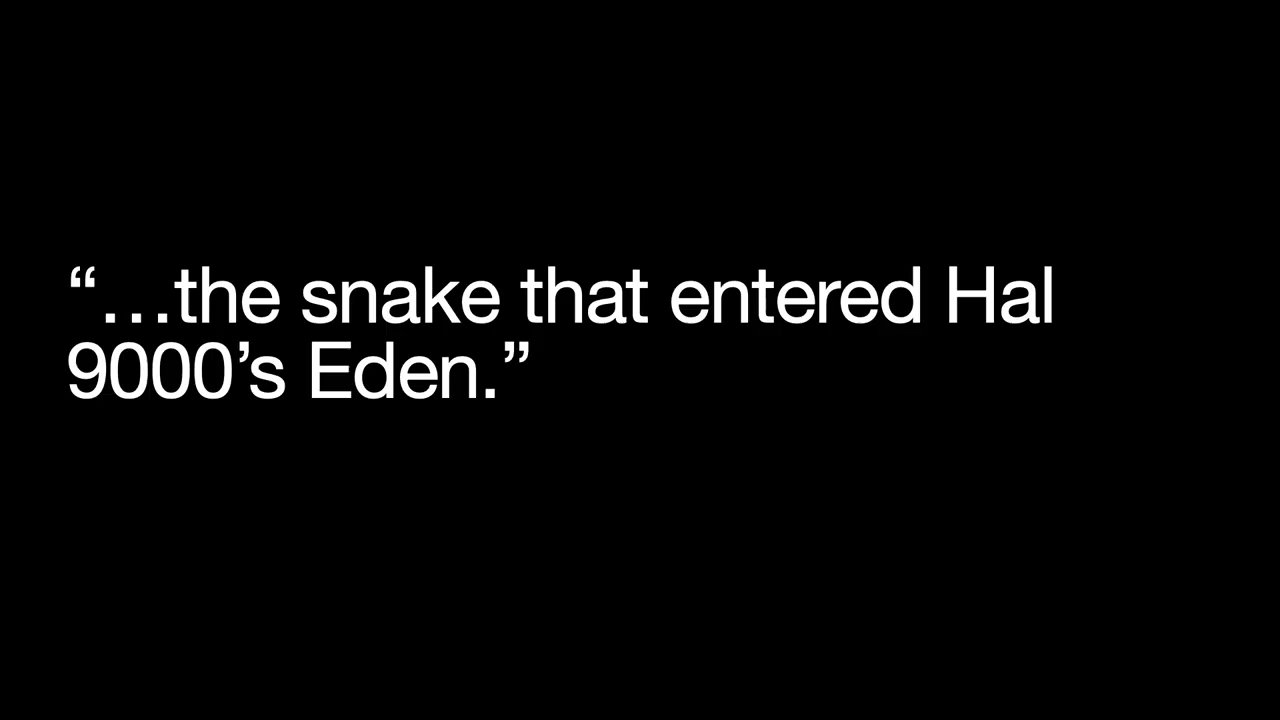 “…the snake that entered Hal
9000’s Eden.”